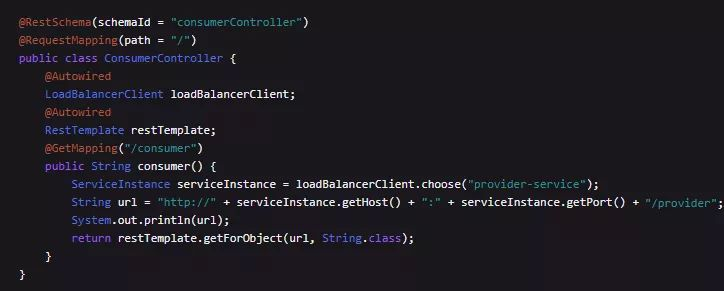 @RestSchema(schemaId = "consumerController")
@RequestMapping(path = "/")
public class ConsumerController {
    @Autowired
    LoadBalancerClient loadBalancerClient;
    @Autowired
    RestTemplate restTemplate;
    @GetMapping("/consumer")
    public String consumer() {
        ServiceInstance serviceInstance = loadBalancerClient.choose("provider-service");
        String url = "http://" + serviceInstance.getHost() + ":" + serviceInstance.getPort() + "/provider";
        System.out.println(url);
        return restTemplate.getForObject(url, String.class);
    }
}